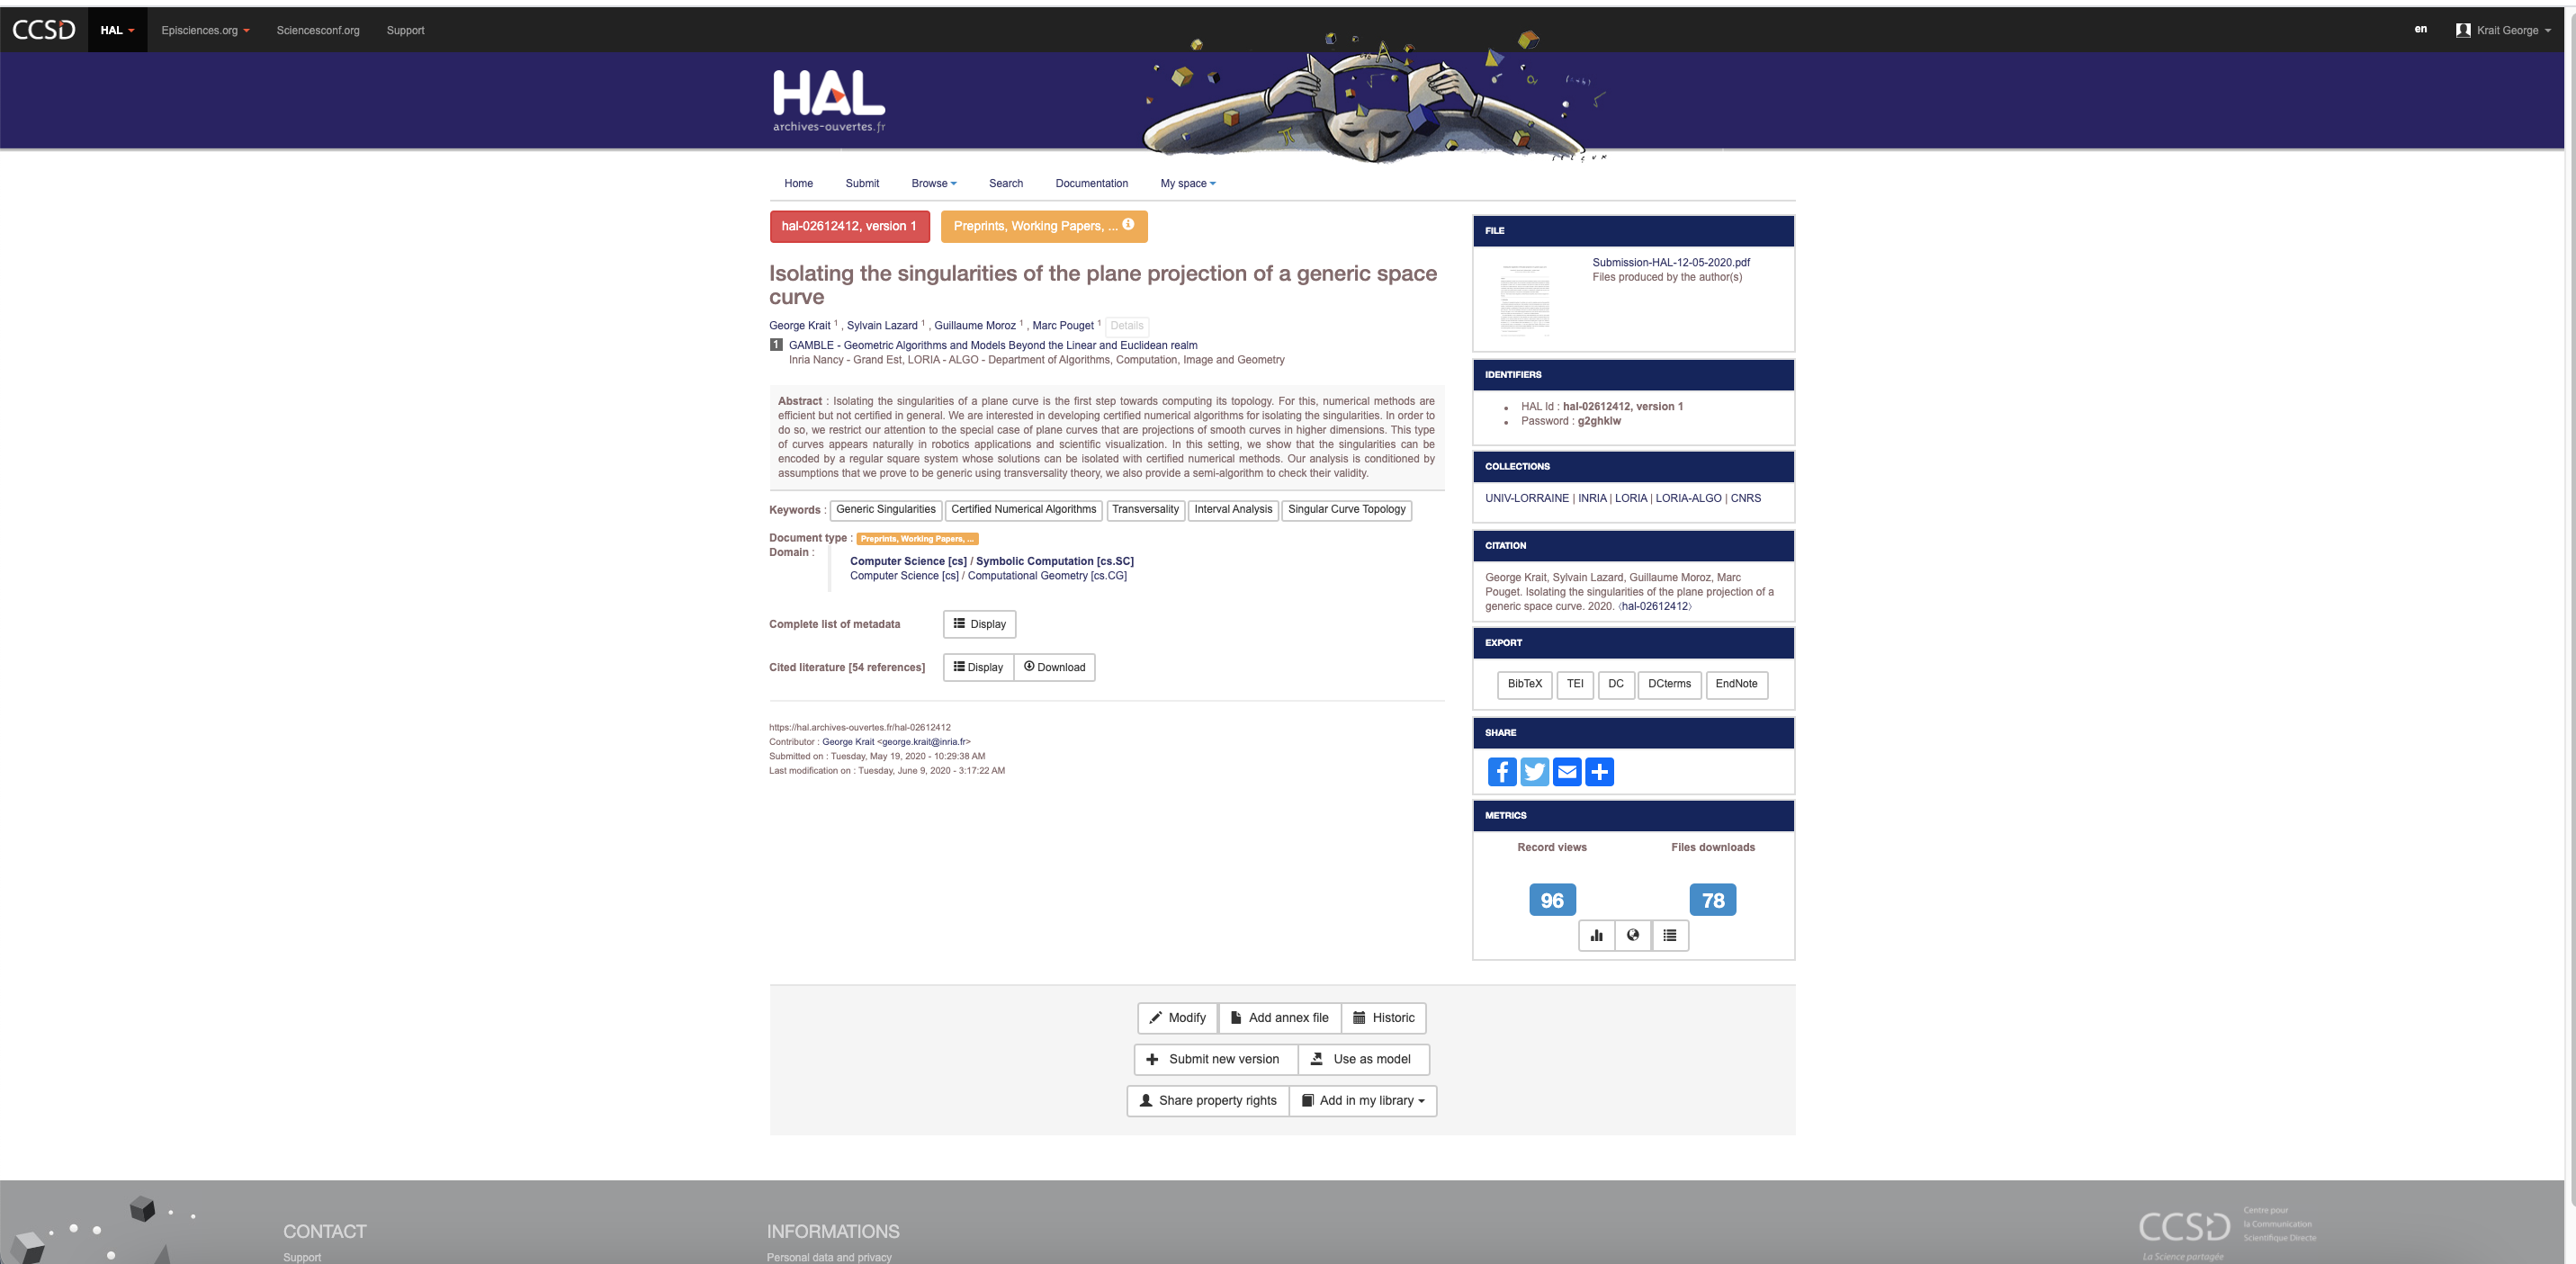 CCSD HAL Episciences.org Sciencesconf.org Support en Krait George
HAL
archives-ouvertes.fr
Home Submit Browse Search Documentation My space
hal-02612412, version 1 Preprints, Working Papers, ...
Isolating the singularities of the plane projection of a generic space
curve
George Krait 1 , Sylvain Lazard 1 , Guillaume Moroz 1 , Marc Pouget 1 Details
1 GAMBLE - Geometric Algorithms and Models Beyond the Linear and Euclidean realm
Inria Nancy - Grand Est, LORIA - ALGO - Department of Algorithms, Computation, Image and Geometry
Abstract : Isolating the singularities of a plane curve is the first step towards computing its topology. For this, numerical methods are
efficient but not certified in general. We are interested in developing certified numerical algorithms for isolating the singularities. In order to
do so, we restrict our attention to the special case of plane curves that are projections of smooth curves in higher dimensions. This type
of curves appears naturally in robotics applications and scientific visualization. In this setting, we show that the singularities can be
encoded by a regular square system whose solutions can be isolated with certified numerical methods. Our analysis is conditioned by
assumptions that we prove to be generic using transversality theory, we also provide a semi-algorithm to check their validity.
Keywords : Generic Singularities Certified Numerical Algorithms Transversality Interval Analysis Singular Curve Topology
Document type : Preprints, Working Papers, ...
Domain :
Computer Science [cs] / Symbolic Computation [cs.SC]
Computer Science [cs] / Computational Geometry [cs.CG]
Complete list of metadata Display
Cited literature [54 references] Display Download
https://hal.archives-ouvertes.fr/hal-02612412
Contributor : George Krait <george.krait@inria.fr>
Submitted on : Tuesday, May 19, 2020 - 10:29:38 AM
Last modification on : Tuesday, June 9, 2020 - 3:17:22 AM
FILE
Submission-HAL-12-05-2020.pdf
Files produced by the author(s)
IDENTIFIERS
HAL Id : hal-02612412, version 1
Password : g2ghklw
COLLECTIONS
UNIV-LORRAINE | INRIA | LORIA | LORIA-ALGO | CNRS
CITATION
George Krait, Sylvain Lazard, Guillaume Moroz, Marc
Pouget. Isolating the singularities of the plane projection of a
generic space curve. 2020. ⟨hal-02612412⟩
EXPORT
BibTeX TEI DC DCterms EndNote
SHARE
METRICS
Record views Files downloads
96 78
Modify Add annex file Historic
Submit new version Use as model
Share property rights Add in my library
CONTACT
Support
INFORMATIONS
Personal data and privacy
CCSD
Centre pour
la Communication
Scientifique Directe
La Science partagée